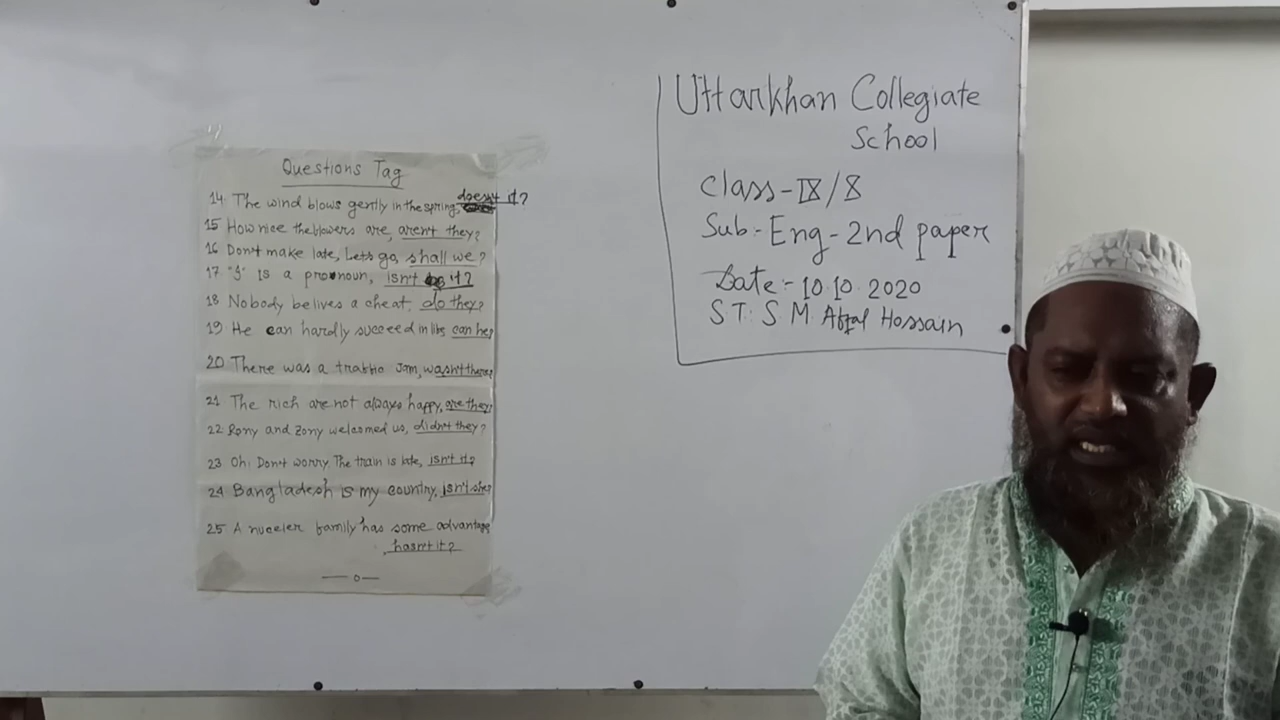 Questions Tag
14. The wind blows gently in the spring, doesn't it?
15 How nice the blowers are, aren't they?
16 Don't make late, Let's go, shall we?
17 "I" is a pronoun, isn't it?
18 Nobody belives a cheat, do they?
19 He can hardly succeed in life, can he?
20 There was a traffic Jam, wasn't there?
21 The rich are not always happy, are they?
22 Rony and Zony welcomed us, didn't they?
23 Oh! Don't worry. The train is late, isn't it?
24 Bangladesh is my country, isn't she?
25 A nuceler family has some advantage,
hasn't it?
Uttarkhan Collegiate
School
Class-IX/X
Sub:- Eng-2nd paper
Date:- 10.10.2020
S T: S M Afzal Hossain